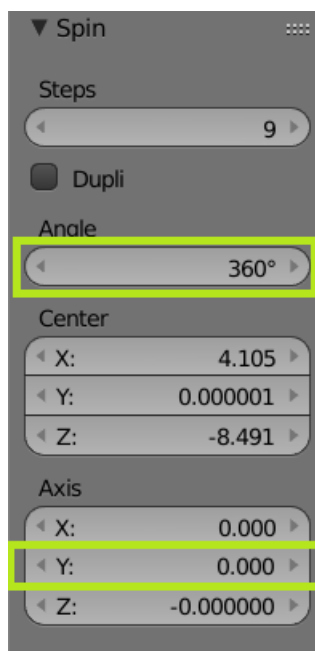 Spin
Steps
9
Dupli
Angle
360°
Center
X: 4.105
Y: 0.000001
Z: -8.491
Axis
X: 0.000
Y: 0.000
Z: -0.000000